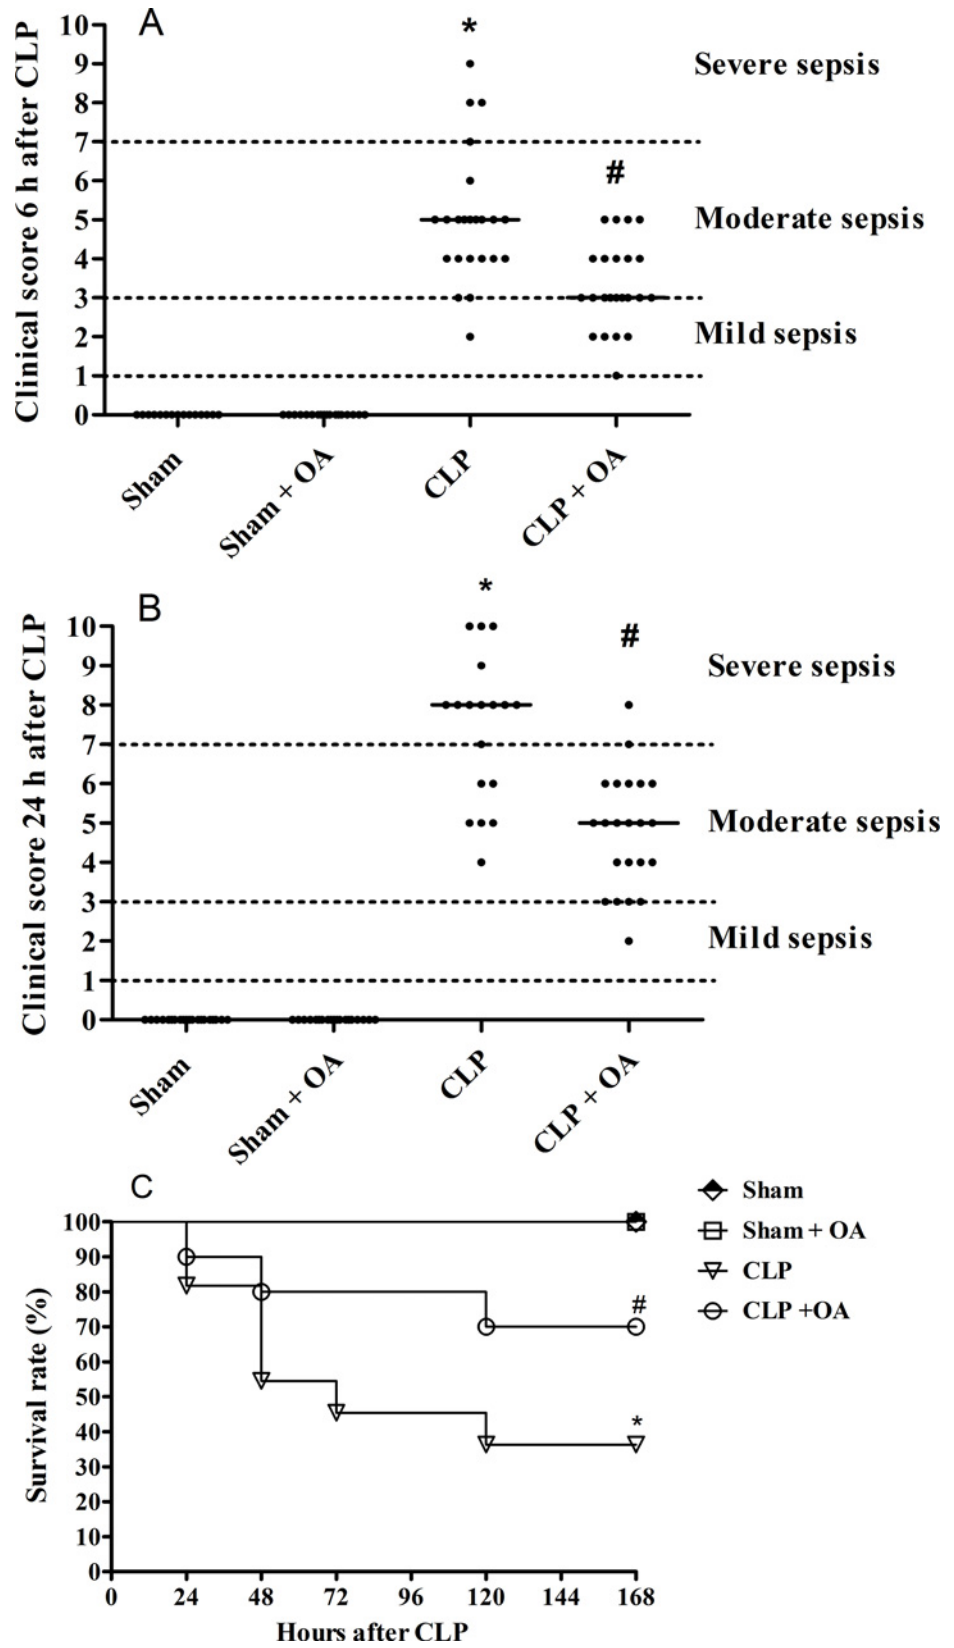 A
*
Severe sepsis
#
Moderate sepsis
Mild sepsis
Clinical score 6 h after CLP
10
9
8
7
6
5
4
3
2
1
0
Sham
Sham + OA
CLP
CLP + OA
B
*
#
Severe sepsis
Moderate sepsis
Mild sepsis
Clinical score 24 h after CLP
10
9
8
7
6
5
4
3
2
1
0
Sham
Sham + OA
CLP
CLP + OA
C
Sham
Sham + OA
CLP
CLP +OA
#
*
Survival rate (%)
100
90
80
70
60
50
40
30
20
10
0
0 24 48 72 96 120 144 168
Hours after CLP